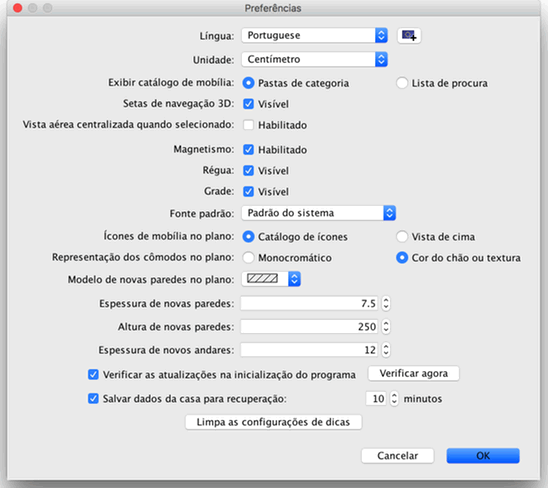 Preferências
Língua: Portuguese
Unidade: Centímetro
Exibir catálogo de mobília: Pastas de categoria Lista de procura
Setas de navegação 3D: Visível
Vista aérea centralizada quando selecionado: Habilitado
Magnetismo: Habilitado
Régua: Visível
Grade: Visível
Fonte padrão: Padrão do sistema
Ícones de mobília no plano: Catálogo de ícones Vista de cima
Representação dos cômodos no plano: Monocromático Cor do chão ou textura
Modelo de novas paredes no plano:
Espessura de novas paredes: 7.5
Altura de novas paredes: 250
Espessura de novos andares: 12
Verificar as atualizações na inicialização do programa Verificar agora
Salvar dados da casa para recuperação: 10 minutos
Limpa as configurações de dicas
Cancelar OK